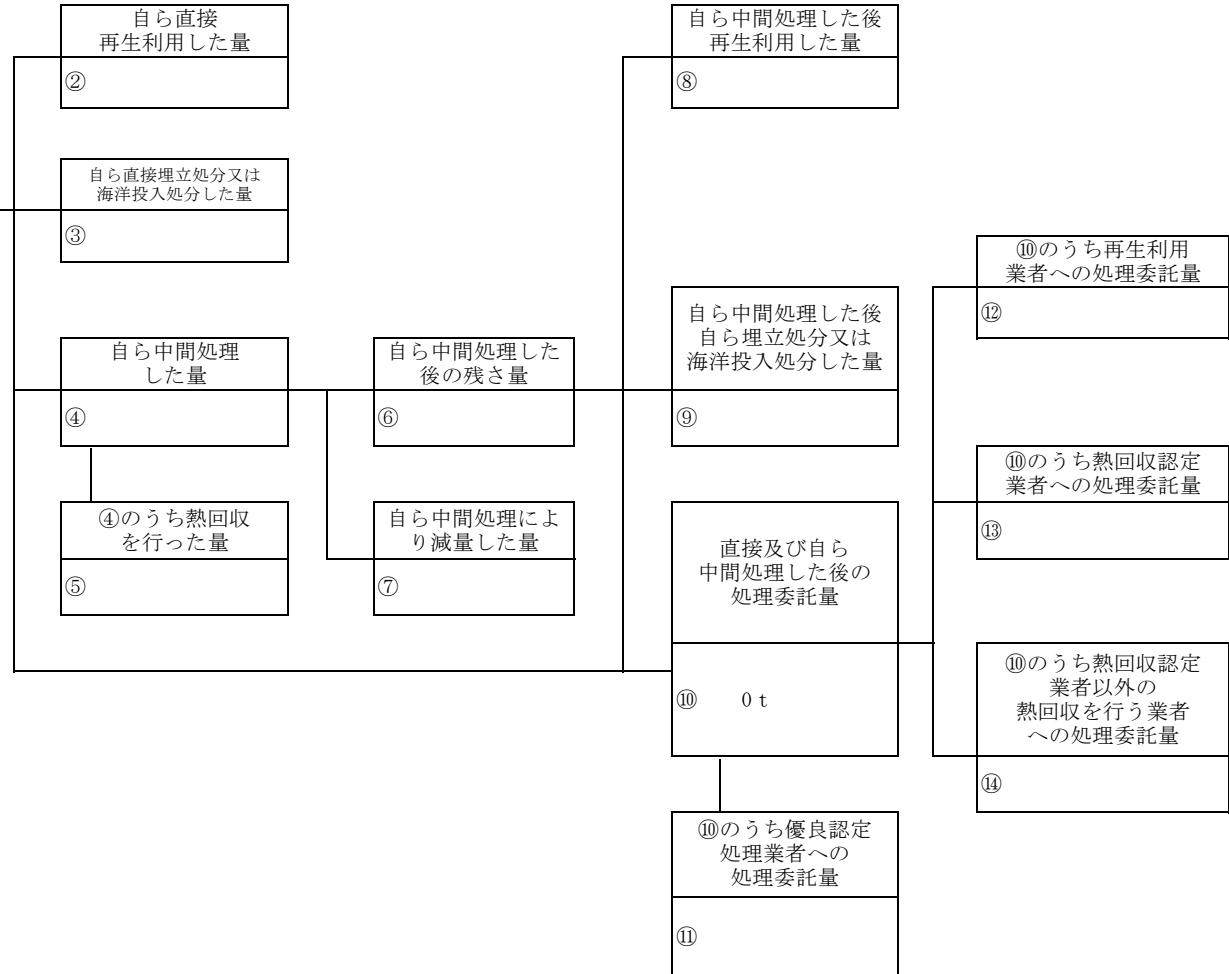 自ら直接
再生利用した量
②
自ら中間処理した後
再生利用した量
⑧
自ら直接埋立処分又は
海洋投入処分した量
③
⑩のうち再生利用
業者への処理委託量
⑫
自ら中間処理した後
自ら埋立処分又は
海洋投入処分した量
⑨
自ら中間処理
した量
④
自ら中間処理した
後の残さ量
⑥
⑩のうち熱回収認定
業者への処理委託量
⑬
④のうち熱回収
を行った量
⑤
自ら中間処理によ
り減量した量
⑦
直接及び自ら
中間処理した後の
処理委託量
⑩ 0 t
⑩のうち熱回収認定
業者以外の
熱回収を行う業者
への処理委託量
⑭
⑩のうち優良認定
処理業者への
処理委託量
⑪